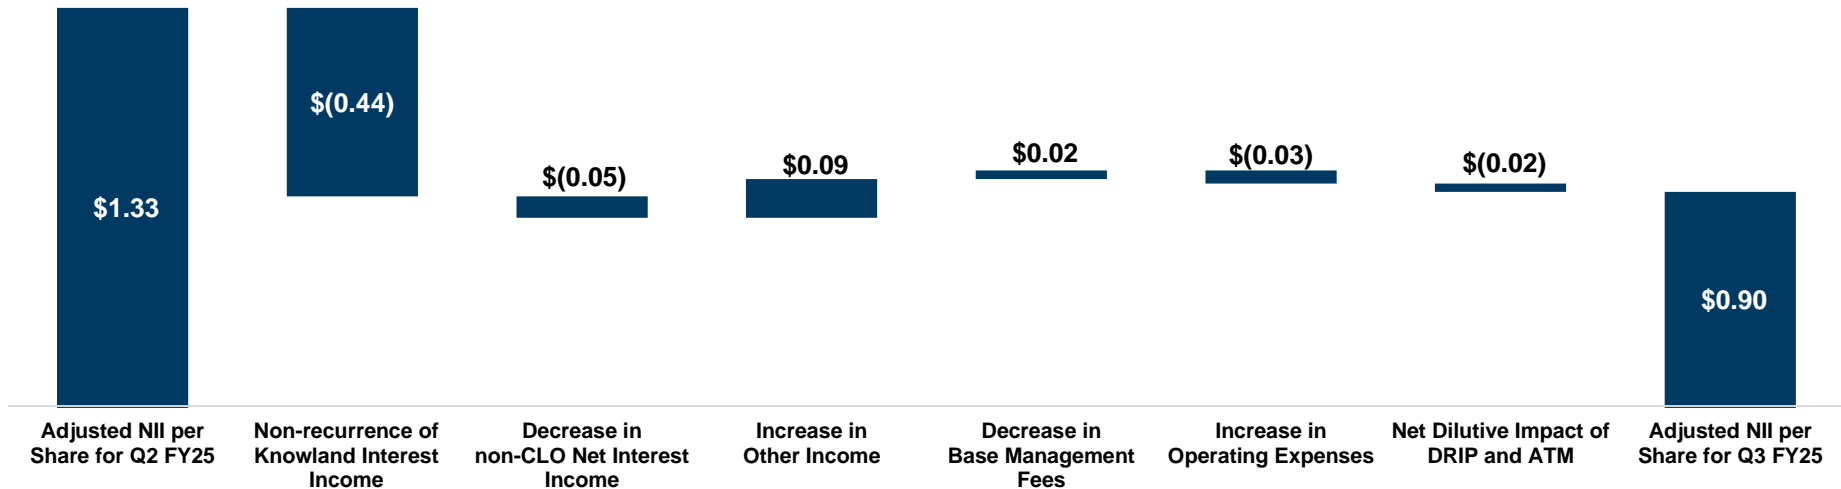 $1.33
$(0.44)
$(0.05)
$0.09
$0.02
$(0.03)
$(0.02)
$0.90
Adjusted NII per
Share for Q2 FY25
Non-recurrence of
Knowland Interest
Income
Decrease in
non-CLO Net Interest
Income
Increase in
Other Income
Decrease in
Base Management
Fees
Increase in
Operating Expenses
Net Dilutive Impact of
DRIP and ATM
Adjusted NII per
Share for Q3 FY25